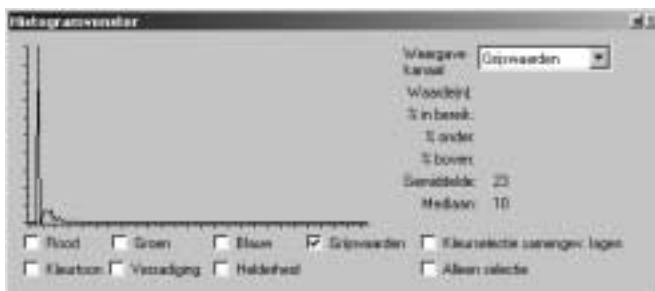 Histogramvenster
Weergave kanaal Grijswaarden
Waarde(n)
% in bereik
% onder
% boven
Gemiddelde: 23
Mediaan: 10
Rood Groen Blauw Grijswaarden Kleurselectie samengev. lagen
Kleurtoon Verzadiging Helderheid Alleen selectie